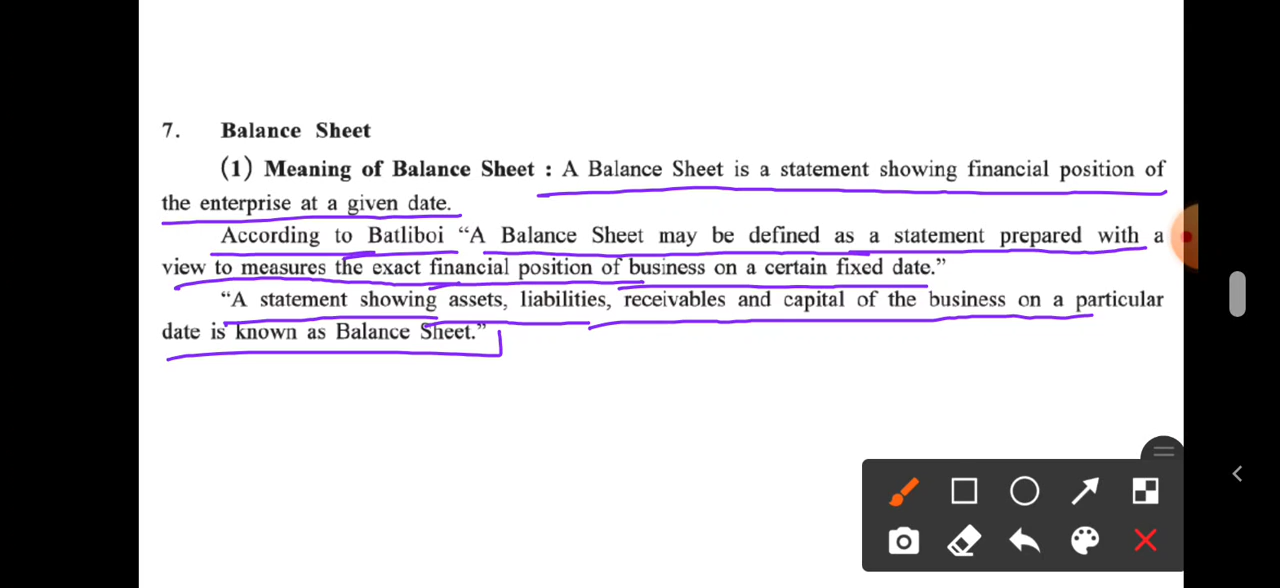 7. Balance Sheet
(1) Meaning of Balance Sheet : A Balance Sheet is a statement showing financial position of
the enterprise at a given date.
According to Batliboi “A Balance Sheet may be defined as a statement prepared with a
view to measures the exact financial position of business on a certain fixed date.”
“A statement showing assets, liabilities, receivables and capital of the business on a particular
date is known as Balance Sheet.”